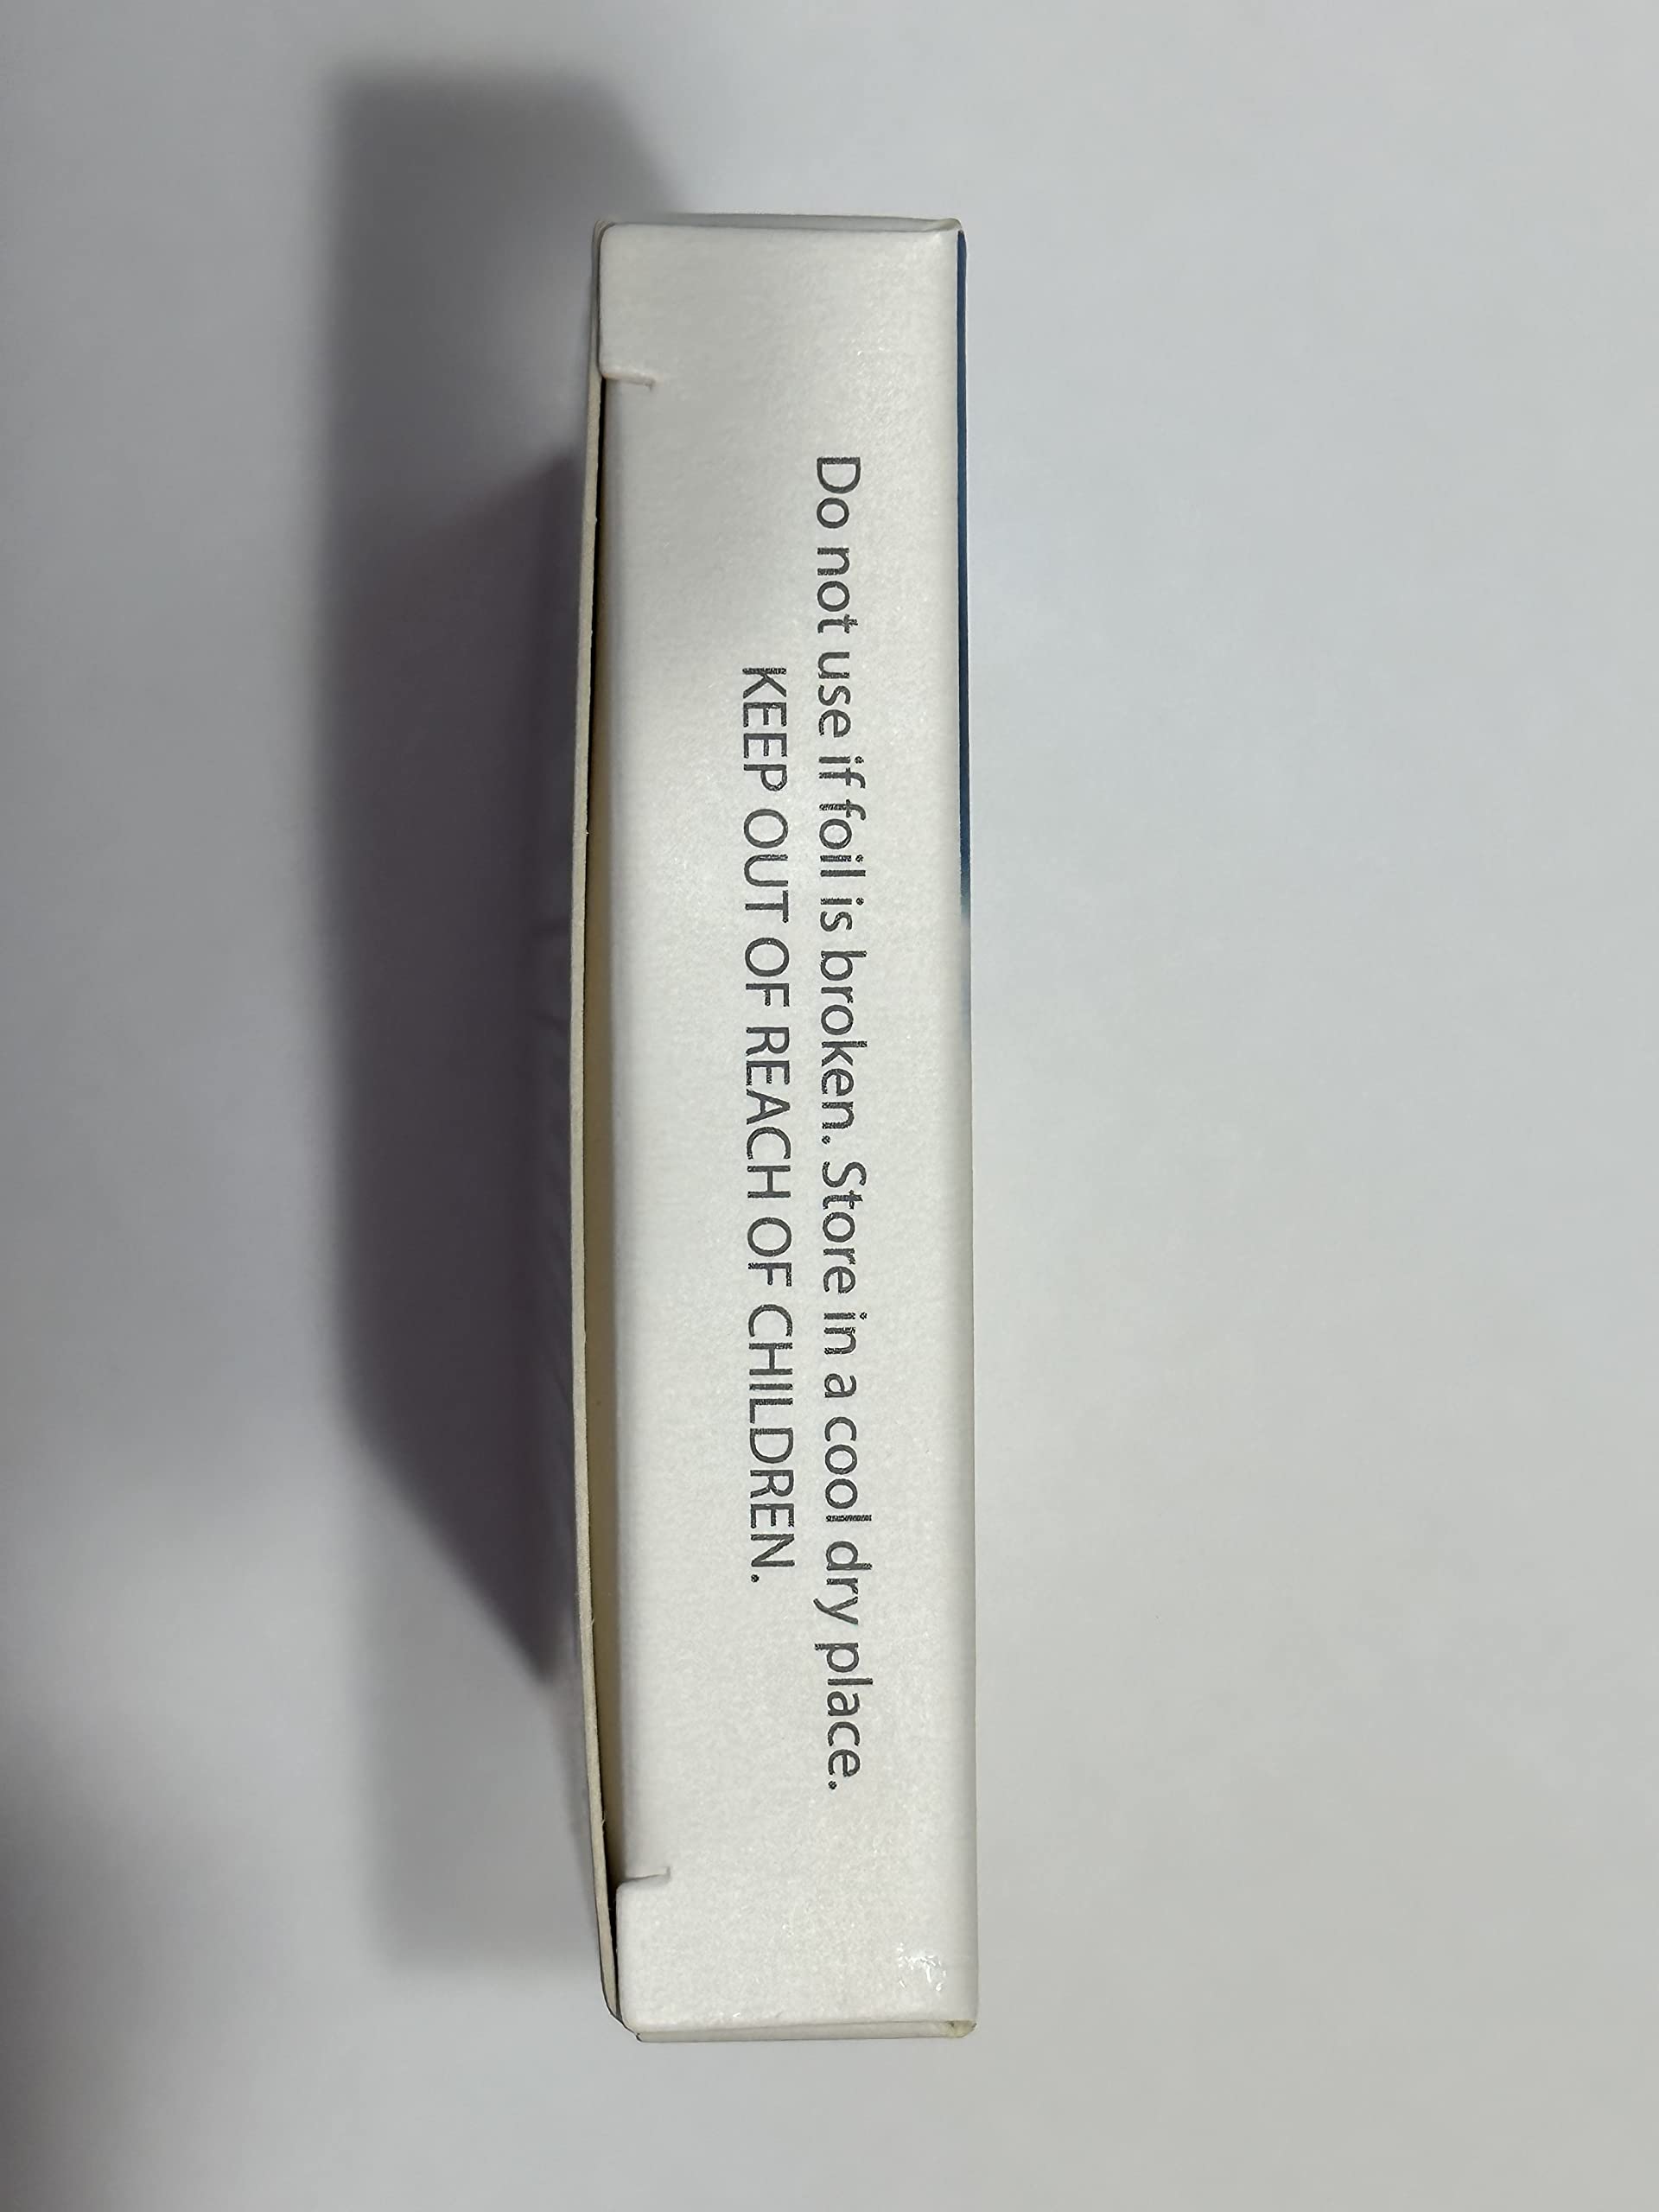 Do not use if foil is broken. Store in a cool dry place.
KEEP OUT OF REACH OF CHILDREN.